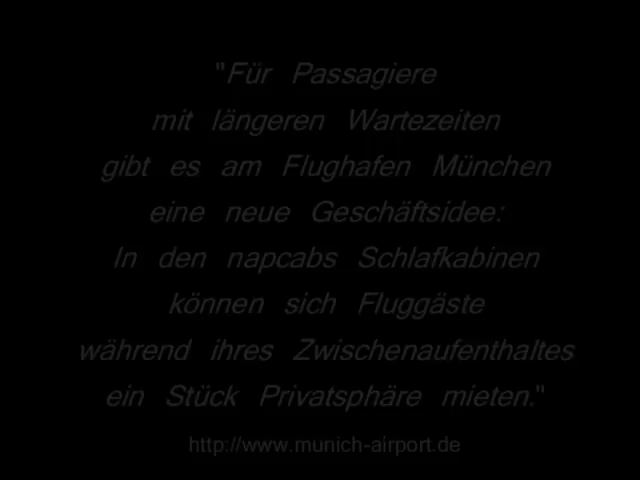 "Für Passagiere
mit längeren Wartezeiten
gibt es am Flughafen München
eine neue Geschäftsidee:
In den napcabs Schlafkabinen
können sich Fluggäste
während ihres Zwischenaufenthaltes
ein Stück Privatsphäre mieten."
http://www.munich-airport.de